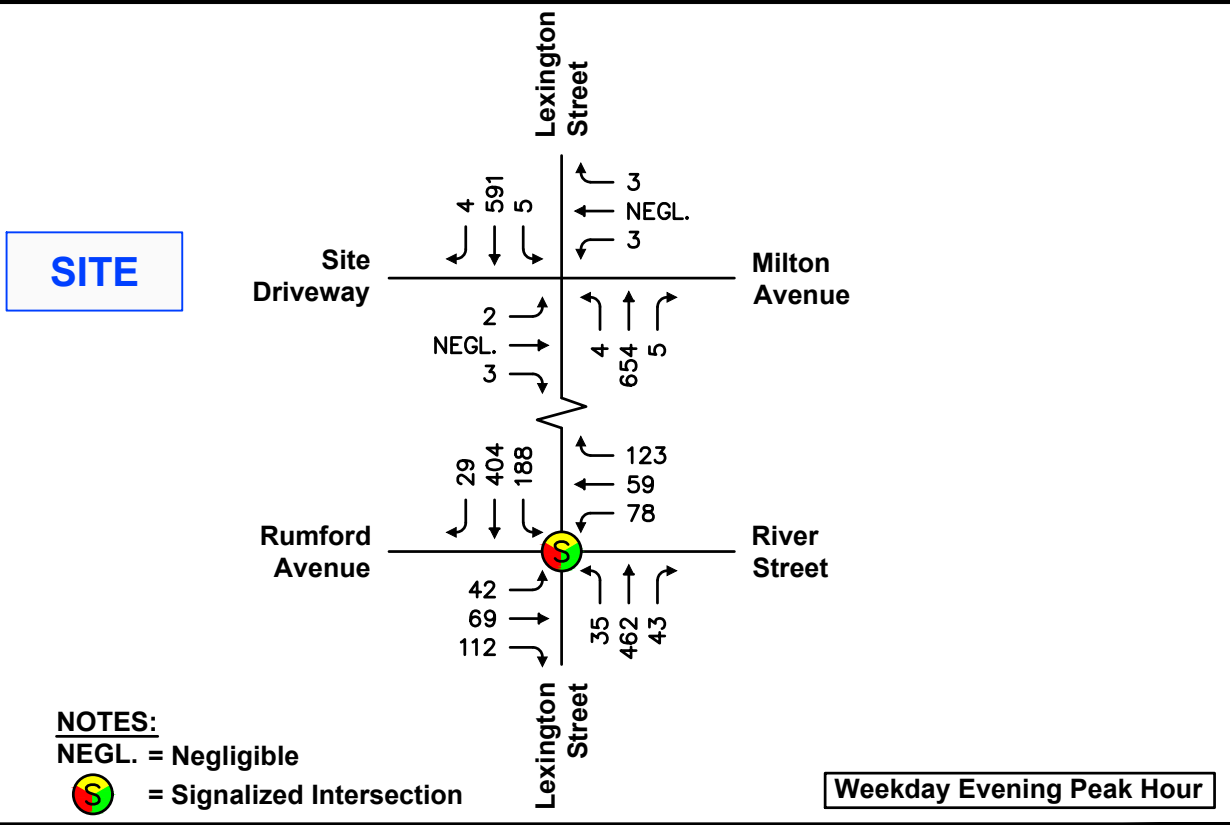 Lexington
Street
4
591
5
3
NEGL.
3
SITE
Site
Driveway
Milton
Avenue
2
NEGL.
3
4
654
5
29
404
188
123
59
78
Rumford
Avenue
S
River
Street
42
69
112
35
462
43
Lexington
Street
NOTES:
NEGL. = Negligible
S = Signalized Intersection
Weekday Evening Peak Hour